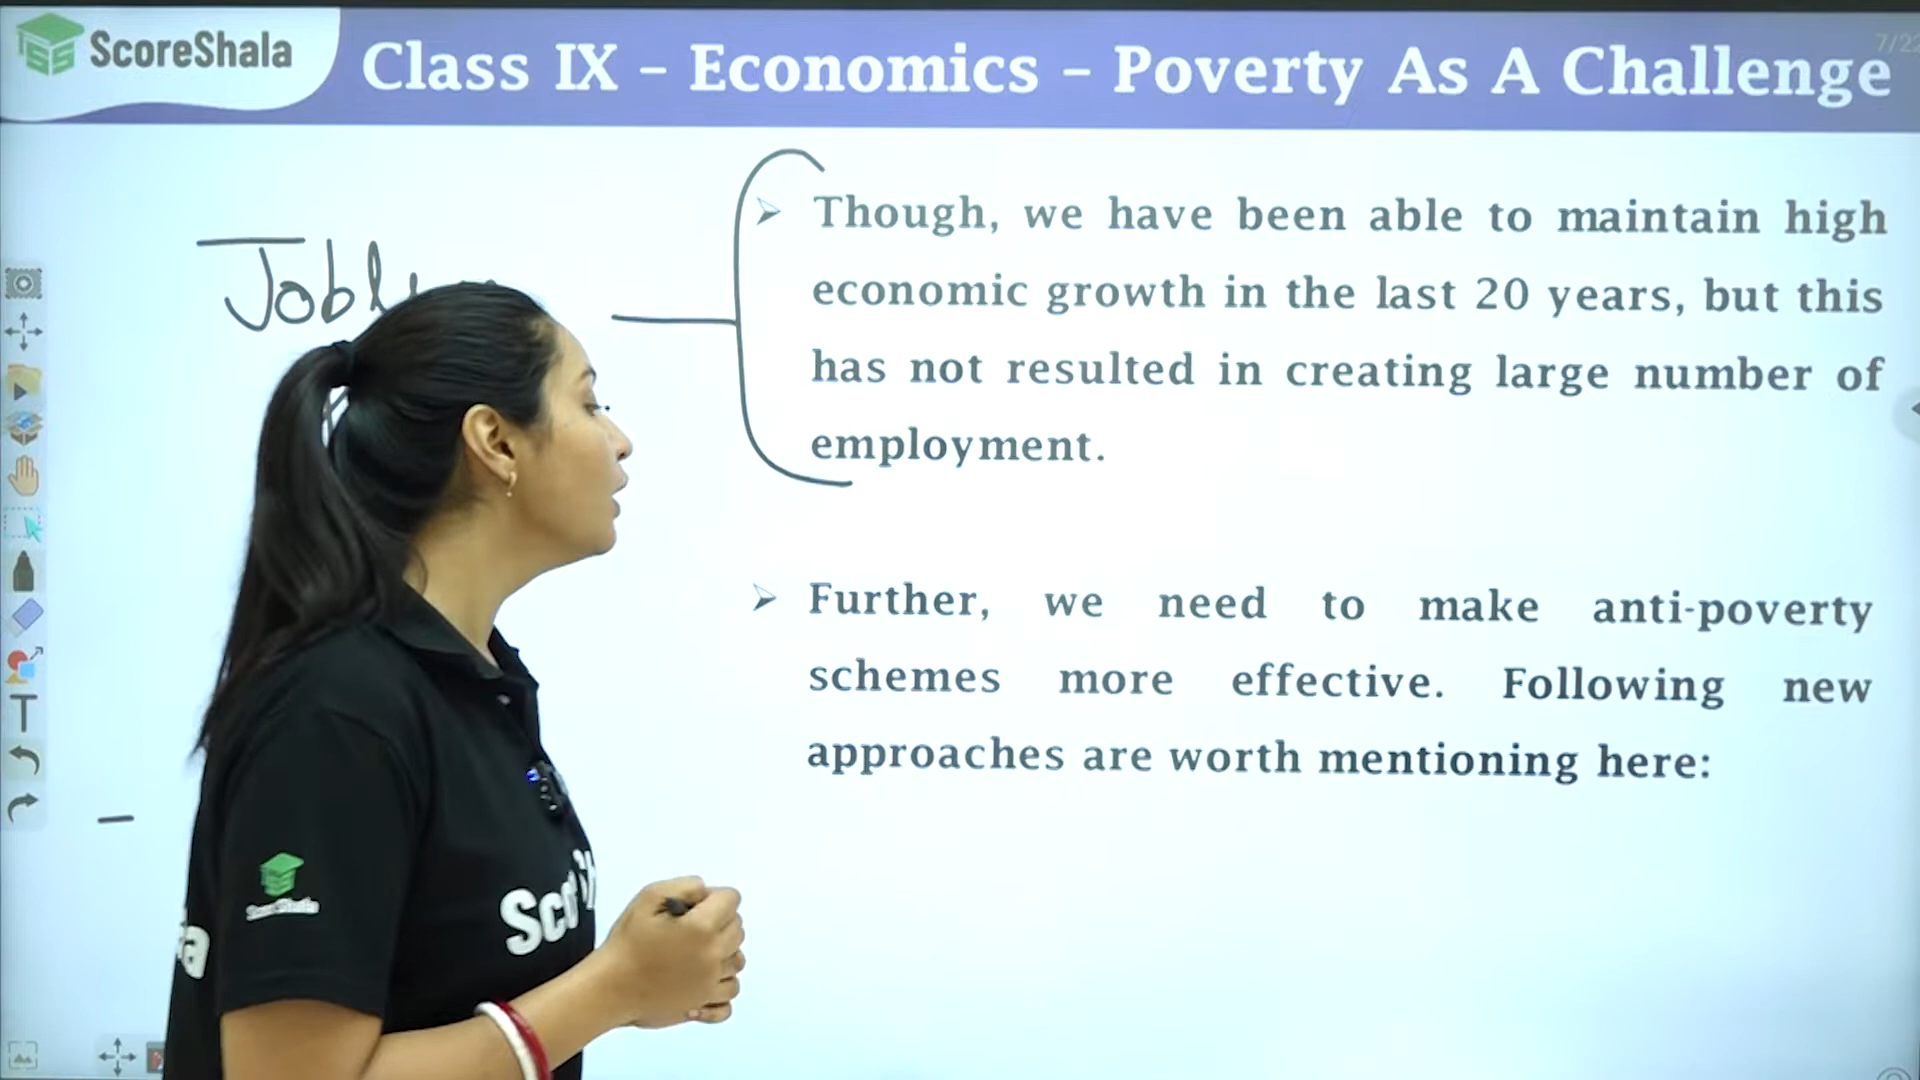 ScoreShala
Class IX - Economics - Poverty As A Challenge
Though, we have been able to maintain high
economic growth in the last 20 years, but this
has not resulted in creating large number of
employment.
Further, we need to make anti-poverty
schemes more effective. Following new
approaches are worth mentioning here:
ScoreShala